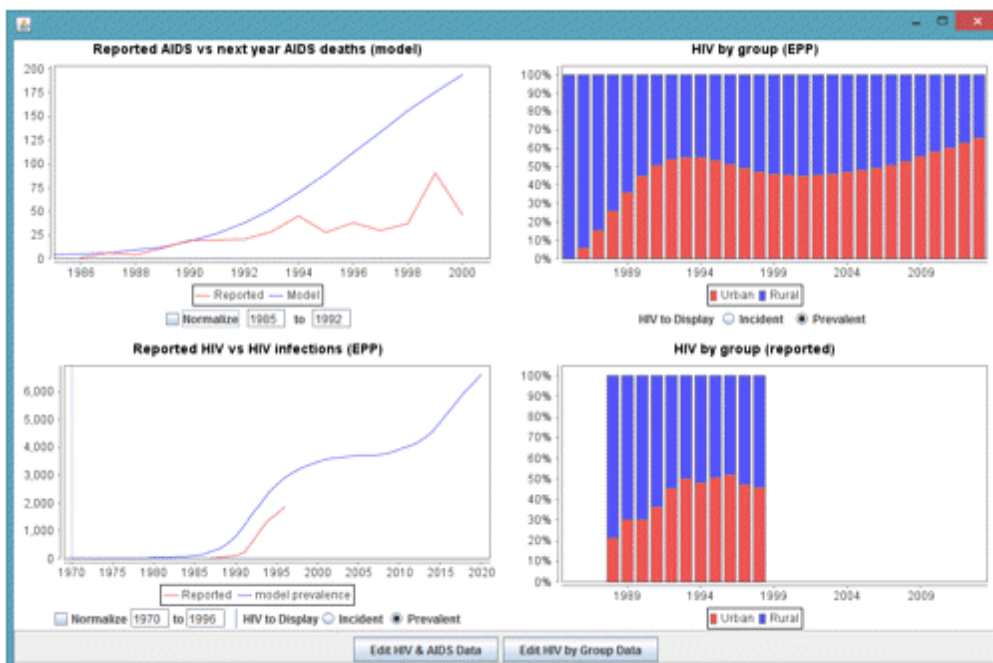 Reported AIDS vs next year AIDS deaths (model)
200
175
150
125
100
75
50
25
0
1986 1988 1990 1992 1994 1996 1998 2000
Reported Model
Normalize 1985 to 1992
HIV by group (EPP)
100%
90%
80%
70%
60%
50%
40%
30%
20%
10%
0%
1989 1994 1999 2004 2009
Urban Rural
HIV to Display Incident Prevalent
Reported HIV vs HIV infections (EPP)
6,000
5,000
4,000
3,000
2,000
1,000
0
1970 1975 1980 1985 1990 1995 2000 2005 2010 2015 2020
Reported model prevalence
Normalize 1970 to 1996 HIV to Display Incident Prevalent
HIV by group (reported)
100%
90%
80%
70%
60%
50%
40%
30%
20%
10%
0%
1989 1994 1999 2004 2009
Urban Rural
Edit HIV & AIDS Data Edit HIV by Group Data